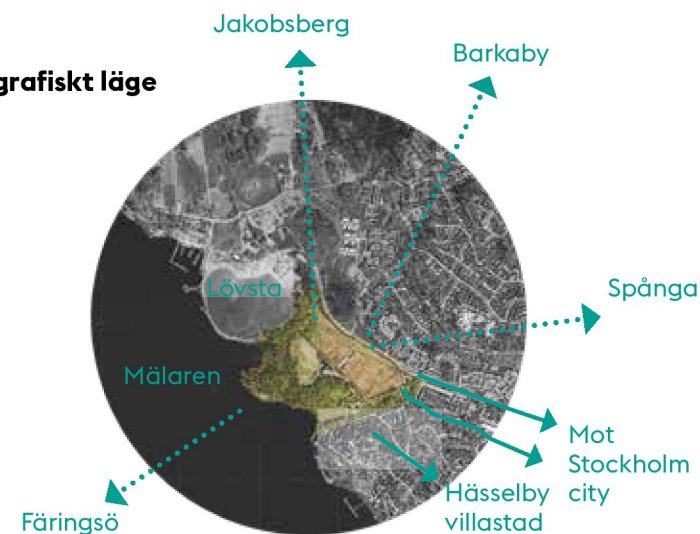 Jakobsberg
Barkaby
grafiskt läge
Lövsta
Spånga
Mälaren
Mot
Stockholm
city
Hässelby
villastad
Färingsö